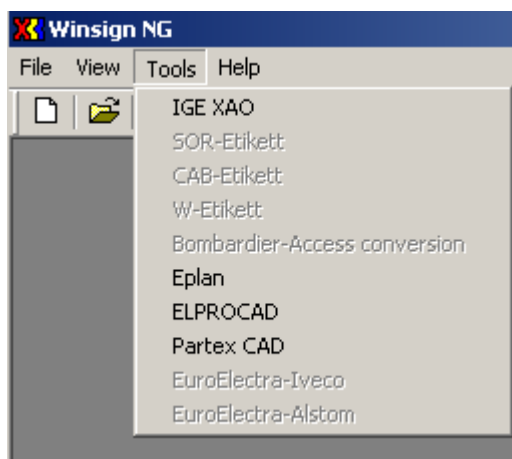 Winsign NG
File View Tools Help
IGE XAO
SOR-Etikett
CAB-Etikett
W-Etikett
Bombardier-Access conversion
Eplan
ELPROCAD
Partex CAD
EuroElectra-Iveco
EuroElectra-Alstom